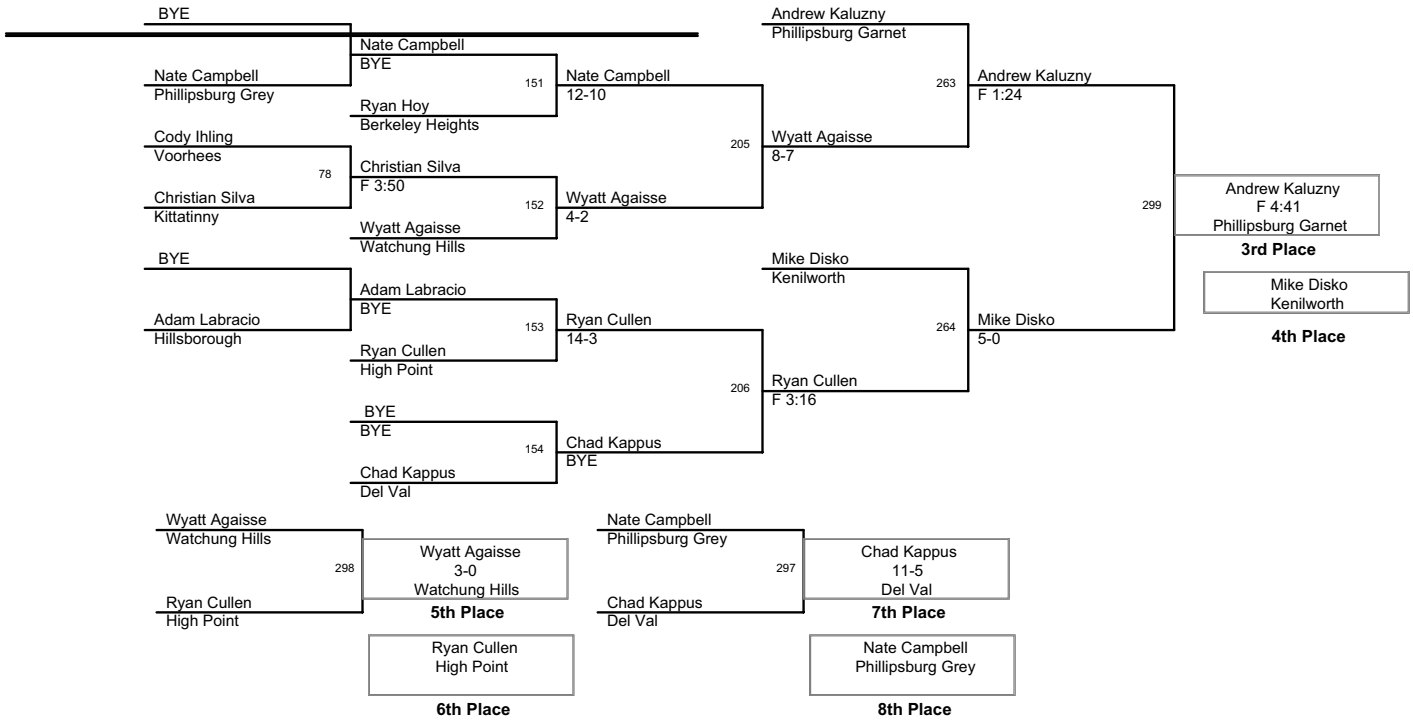 BYE
Nate Campbell
BYE
Nate Campbell
Phillipsburg Grey
151
Nate Campbell
12-10
Ryan Hoy
Berkeley Heights
Cody Ihling
Voorhees
78
Christian Silva
F 3:50
Christian Silva
Kittatinny
152
Wyatt Agaisse
4-2
Wyatt Agaisse
Watchung Hills
205
Wyatt Agaisse
8-7
Andrew Kaluzny
Phillipsburg Garnet
263
Andrew Kaluzny
F 1:24
BYE
Adam Labracio
BYE
Adam Labracio
Hillsborough
153
Ryan Cullen
14-3
Ryan Cullen
High Point
BYE
BYE
154
Chad Kappus
BYE
Chad Kappus
Del Val
206
Ryan Cullen
F 3:16
Mike Disko
Kenilworth
264
Mike Disko
5-0
299
Andrew Kaluzny
F 4:41
Phillipsburg Garnet
3rd Place
Mike Disko
Kenilworth
4th Place
Wyatt Agaisse
Watchung Hills
298
Ryan Cullen
High Point
Wyatt Agaisse
3-0
Watchung Hills
5th Place
Ryan Cullen
High Point
6th Place
Nate Campbell
Phillipsburg Grey
297
Chad Kappus
Del Val
Chad Kappus
11-5
Del Val
7th Place
Nate Campbell
Phillipsburg Grey
8th Place